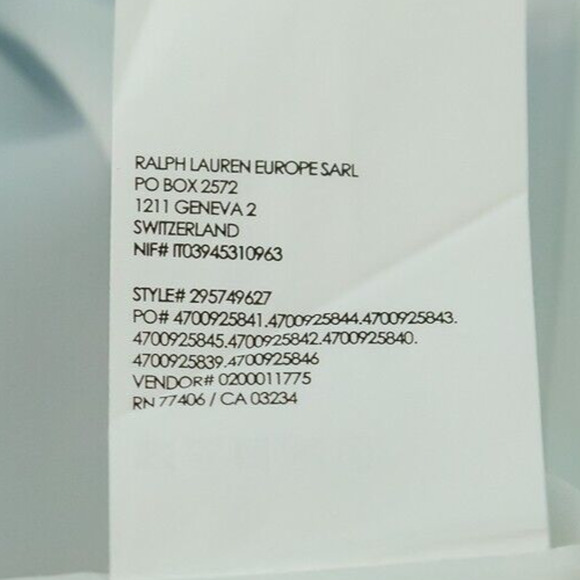 RALPH LAUREN EUROPE SARL
PO BOX 2572
1211 GENEVA 2
SWITZERLAND
NIF# IT03945310963
STYLE# 295749627
PO# 4700925841.4700925844.4700925843.
4700925845.4700925842.4700925840.
4700925839.4700925846
VENDOR# 0200011775
RN 77406 / CA 03234